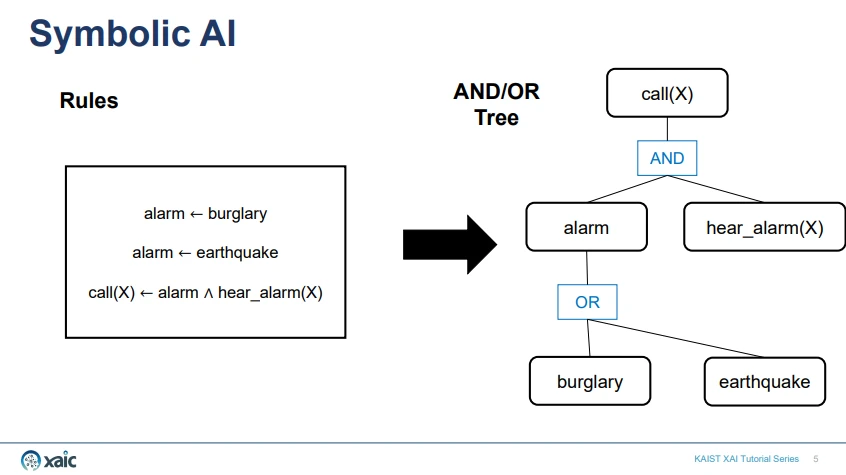 Symbolic AI
Rules
alarm ← burglary
alarm ← earthquake
call(X) ← alarm ∧ hear_alarm(X)
AND/OR
Tree
call(X)
AND
alarm
hear_alarm(X)
OR
burglary
earthquake
xaic
KAIST XAI Tutorial Series
5